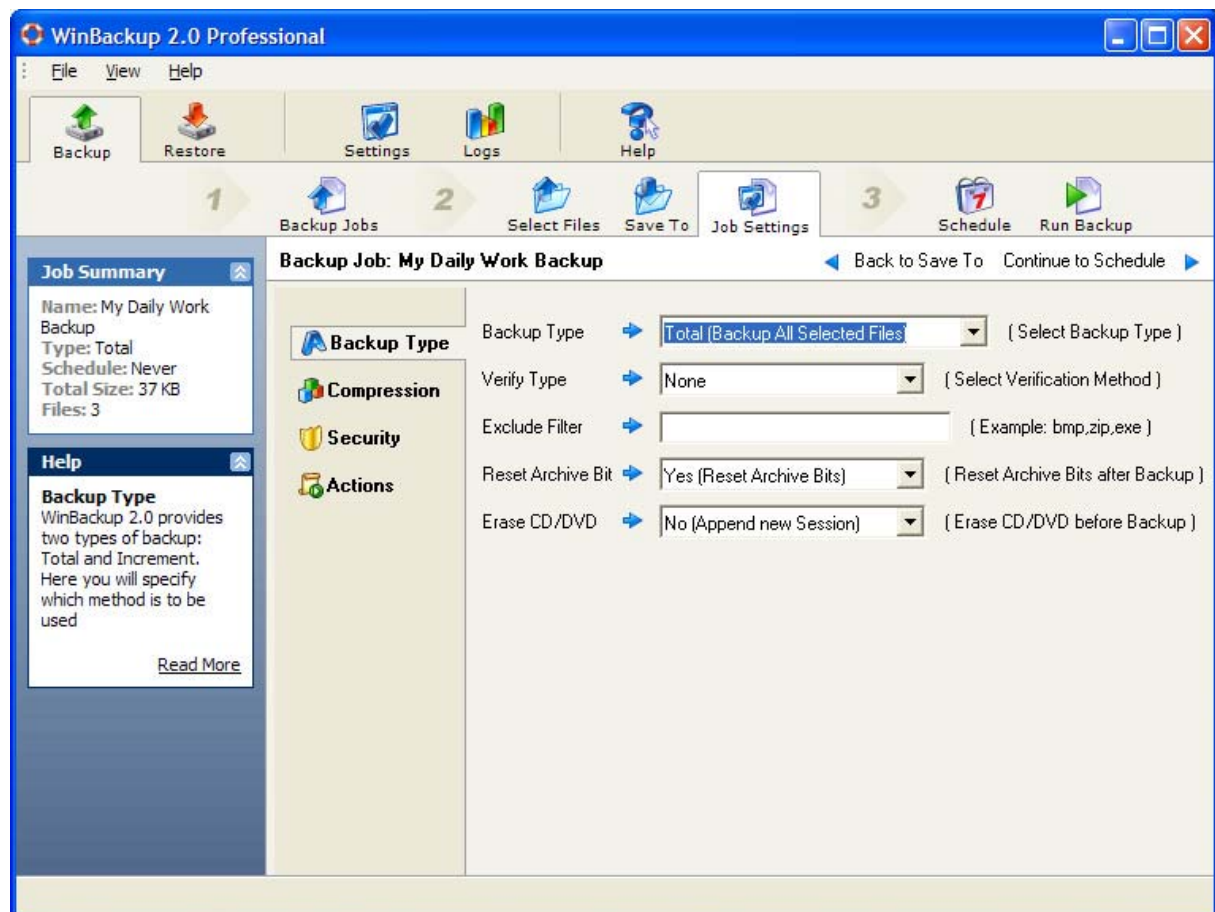 WinBackup 2.0 Professional
File View Help
Backup Restore Settings Logs Help
1 Backup Jobs 2 Select Files Save To Job Settings 3 Schedule Run Backup
Job Summary
Name: My Daily Work
Backup
Type: Total
Schedule: Never
Total Size: 37 KB
Files: 3
Help
Backup Type
WinBackup 2.0 provides
two types of backup:
Total and Increment.
Here you will specify
which method is to be
used
Read More
Backup Job: My Daily Work Backup Back to Save To Continue to Schedule
Backup Type
Compression
Security
Actions
Backup Type Total (Backup All Selected Files) ( Select Backup Type )
Verify Type None ( Select Verification Method )
Exclude Filter ( Example: bmp,zip,exe )
Reset Archive Bit Yes (Reset Archive Bits) ( Reset Archive Bits after Backup )
Erase CD/DVD No (Append new Session) ( Erase CD/DVD before Backup )
7